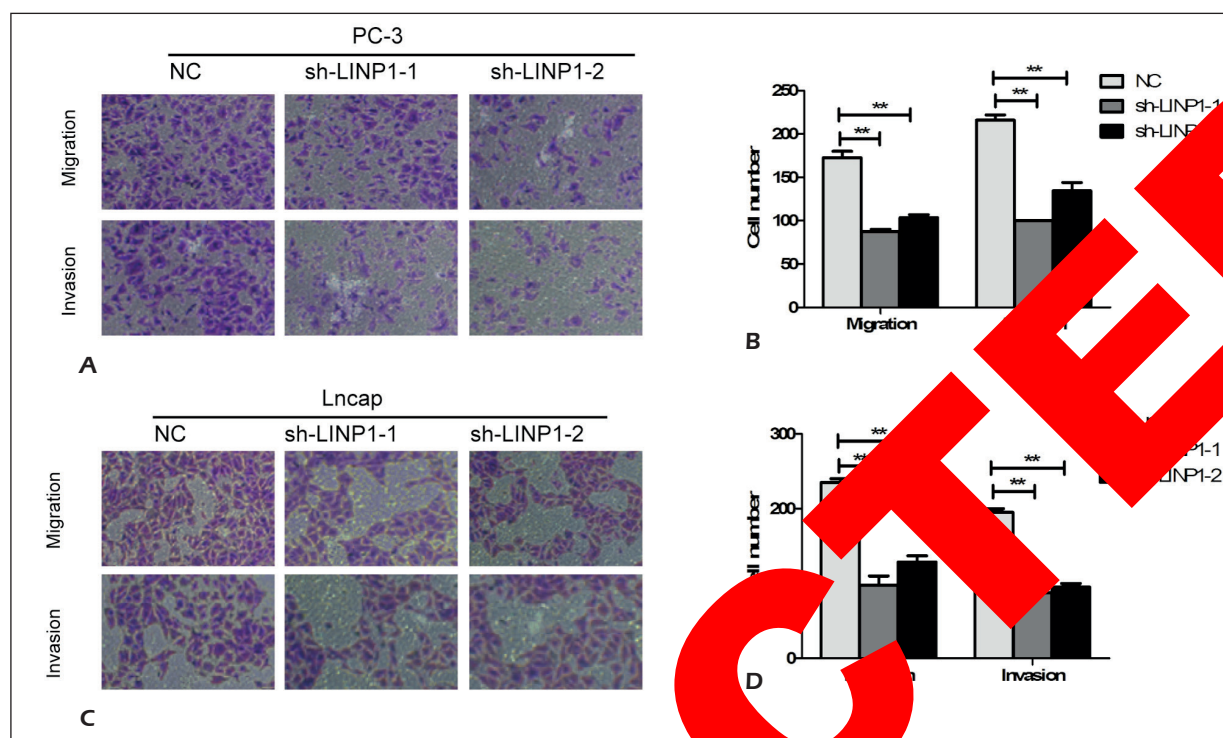 PC-3
NC sh-LINP1-1 sh-LINP1-2
Migration
Invasion
A
**
**
**
**
NC
sh-LINP1-1
250
200
150
100
50
0
Cell number
Migration
B
Lncap
NC sh-LINP1-1 sh-LINP1-2
Migration
Invasion
C
**
**
**
300
200
0
number
Invasion
D
CTE